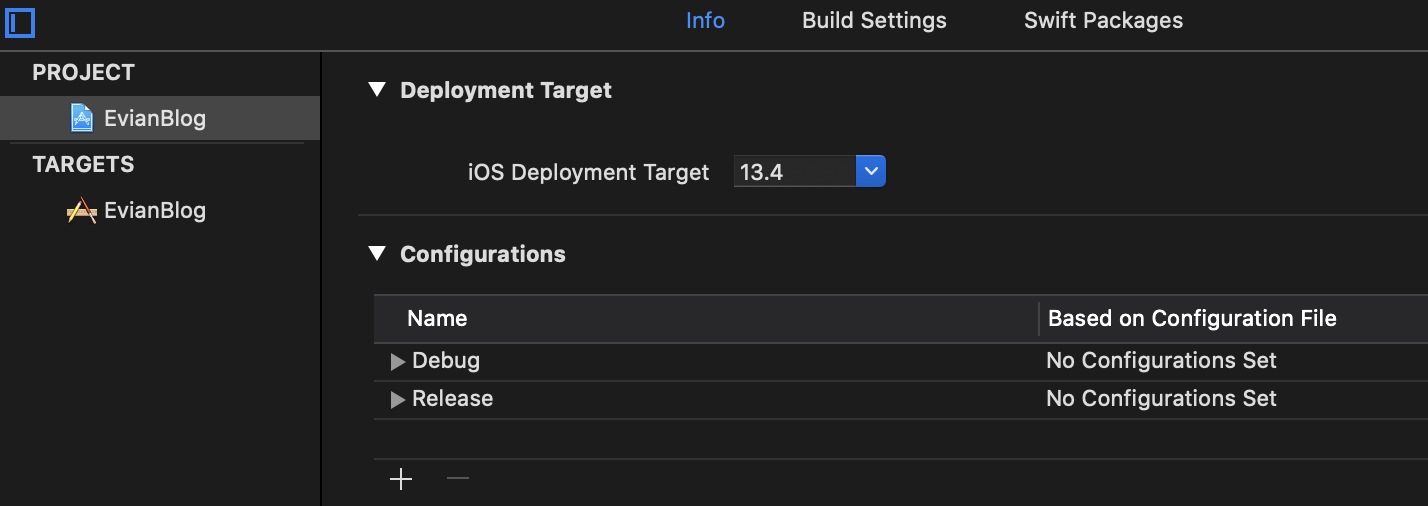 Info Build Settings Swift Packages
PROJECT
EvianBlog
TARGETS
EvianBlog
Deployment Target
iOS Deployment Target 13.4
Configurations
Name Based on Configuration File
Debug No Configurations Set
Release No Configurations Set